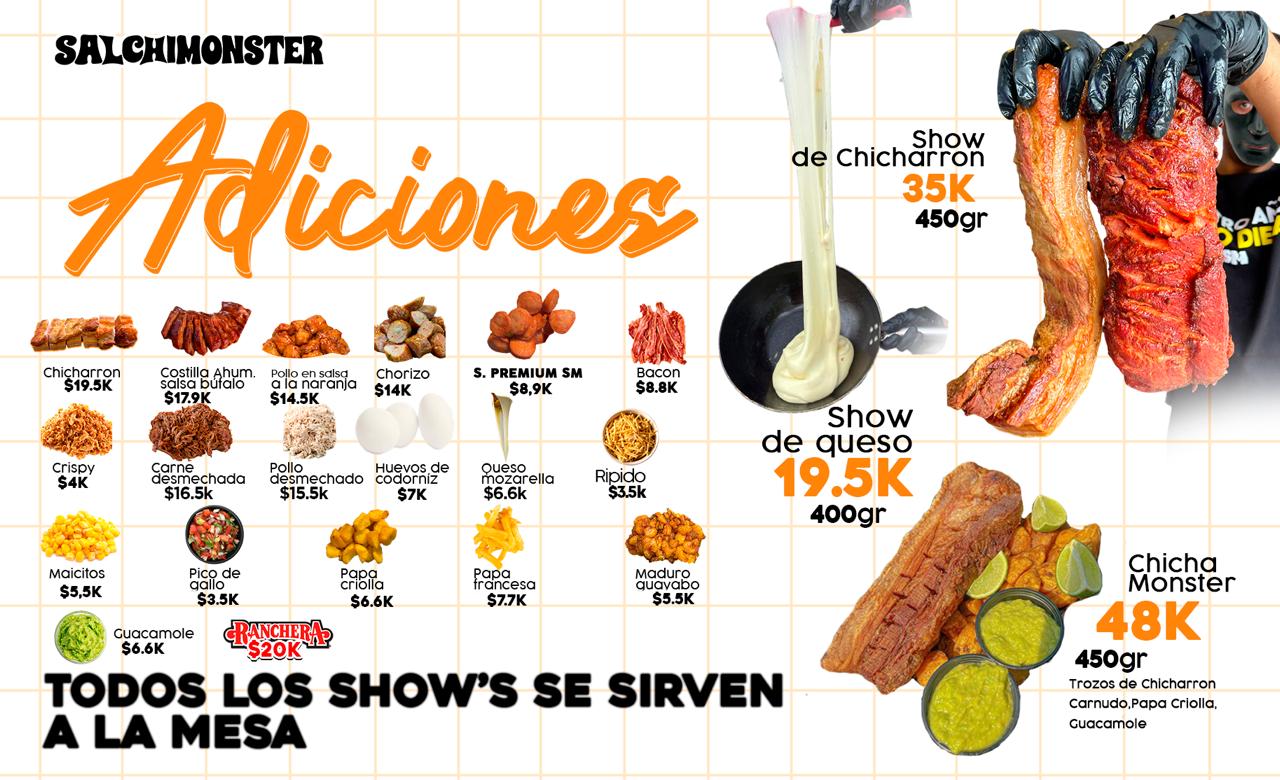 SALCHIMONSTER
Adiciones
Chicharron
$19.5K
Costilla Ahum.
salsa bufalo
$17.9K
Pollo en salsa
a la naranja
$14.5K
Chorizo
$14K
S. PREMIUM SM
$8,9K
Bacon
$8.8K
Crispy
$4K
Carne
desmechada
$16.5k
Pollo
desmechado
$15.5k
Huevos de
codorniz
$7K
Queso
mozarella
$6.6k
Ripido
$3.5k
Maicitos
$5,5K
Pico de
gallo
$3.5K
Papa
criolla
$6.6K
Papa
francesa
$7.7K
Maduro
guayabo
$5.5K
Guacamole
$6.6K
RANCHERA
$20K
TODOS LOS SHOW'S SE SIRVEN
A LA MESA
Show
de Chicharron
35K
450gr
Show
de queso
19.5K
400gr
Chicha
Monster
48K
450gr
Trozos de Chicharron
Carnudo,Papa Criolla,
Guacamole